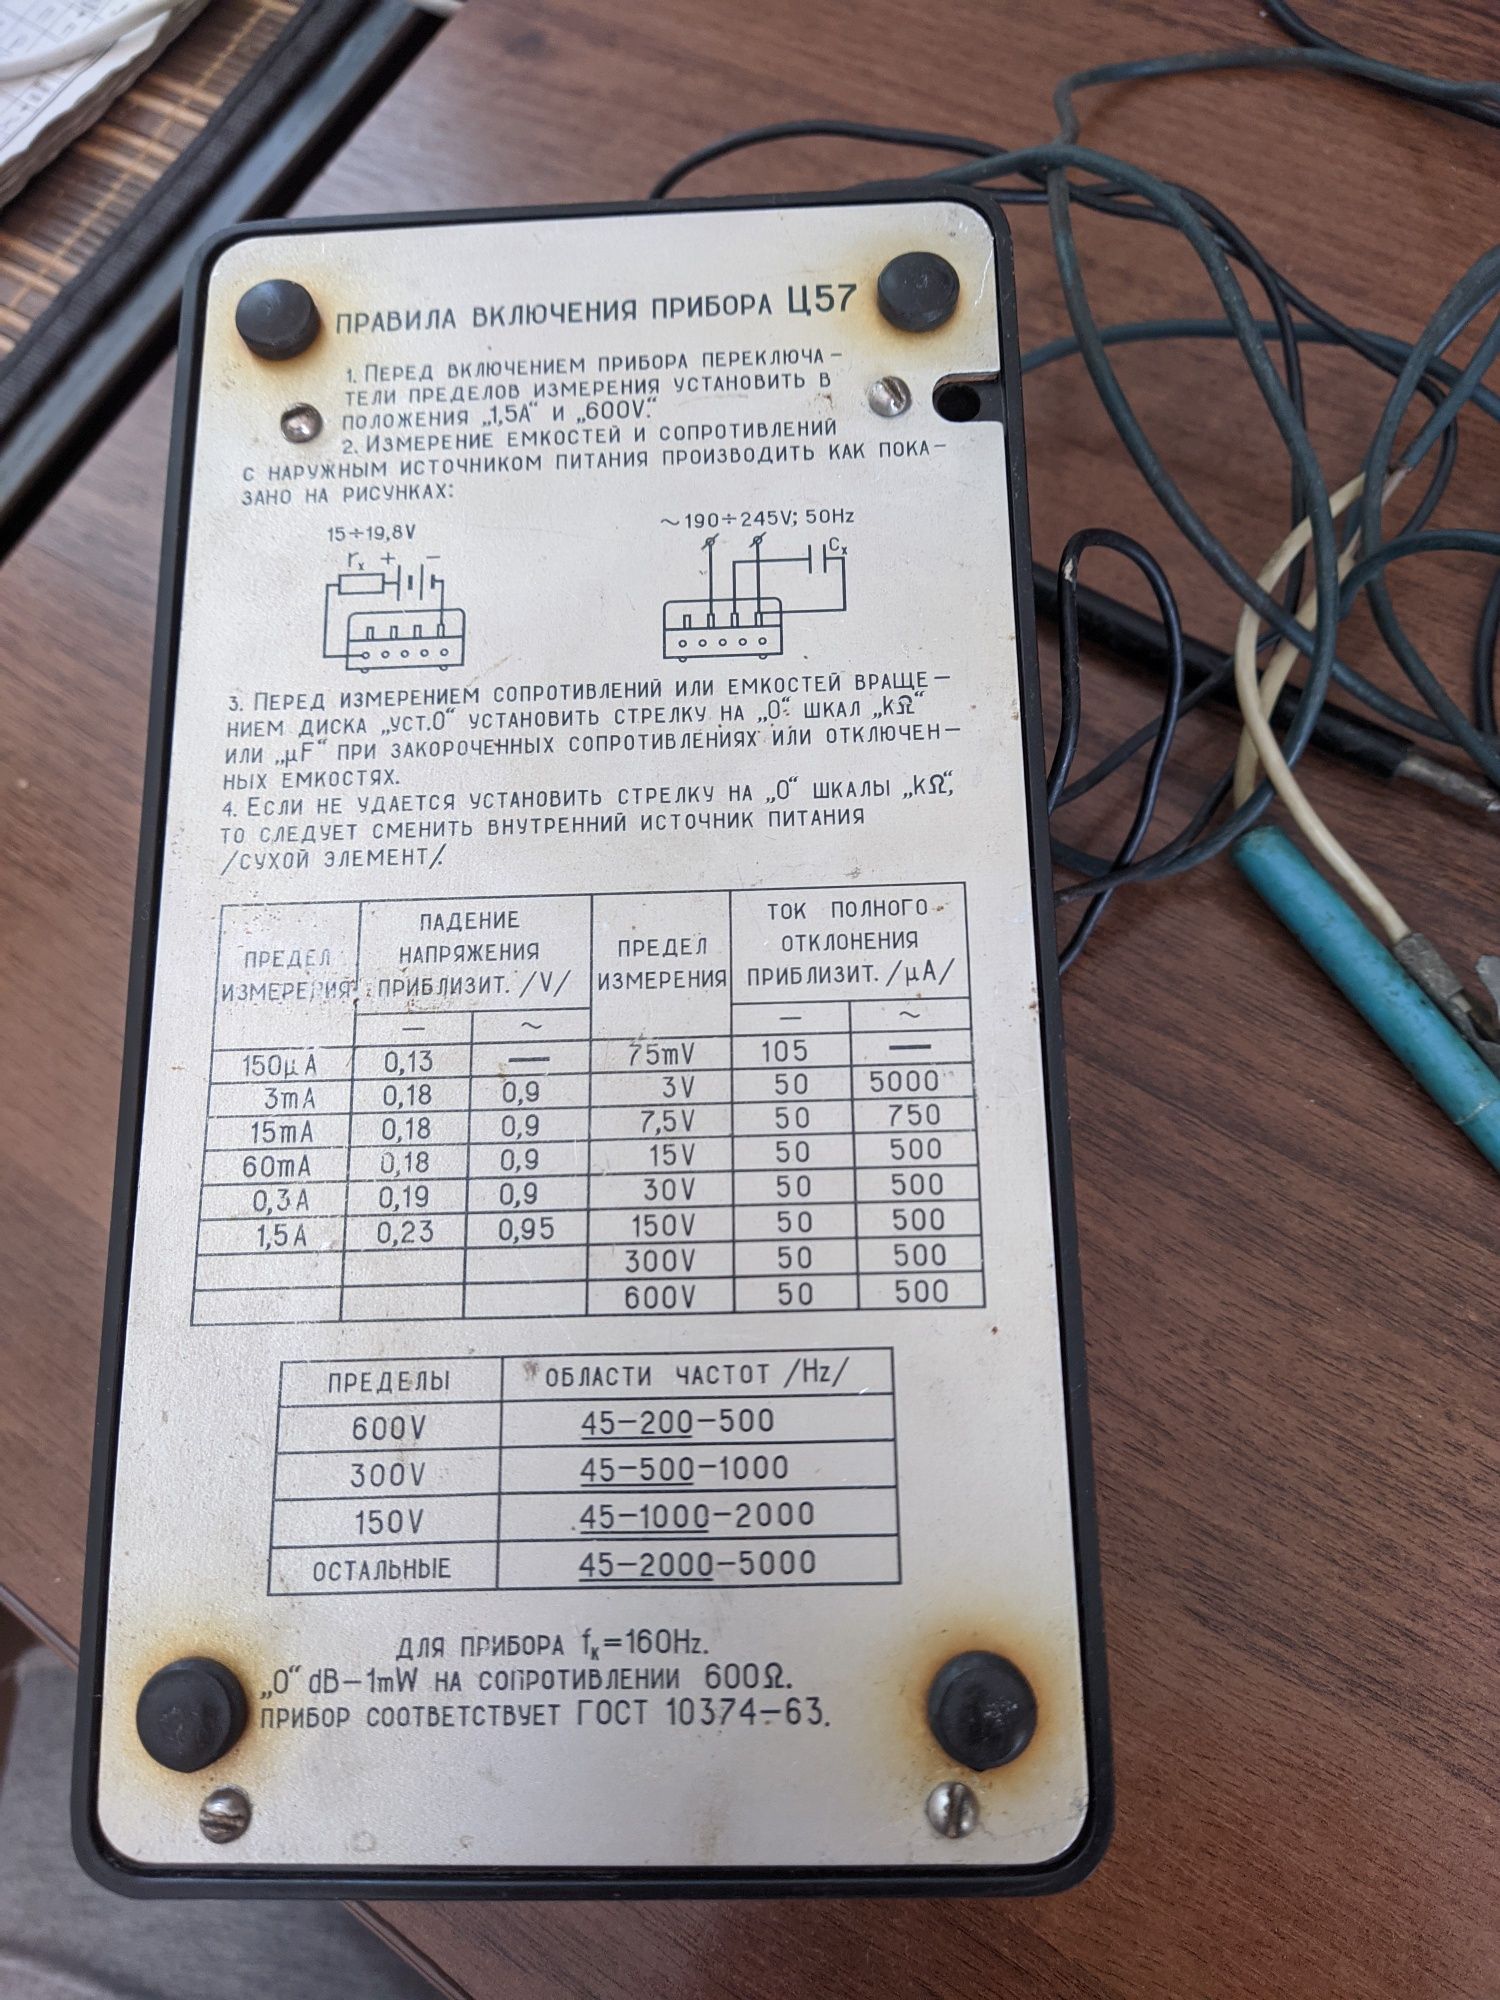 ПРАВИЛА ВКЛЮЧЕНИЯ ПРИБОРА Ц57
1. ПЕРЕД ВКЛЮЧЕНИЕМ ПРИБОРА ПЕРЕКЛЮЧА–
ТЕЛИ ПРЕДЕЛОВ ИЗМЕРЕНИЯ УСТАНОВИТЬ В
ПОЛОЖЕНИЯ „1,5А“ И „600V“.
2. ИЗМЕРЕНИЕ ЕМКОСТЕЙ И СОПРОТИВЛЕНИЙ
С НАРУЖНЫМ ИСТОЧНИКОМ ПИТАНИЯ ПРОИЗВОДИТЬ КАК ПОКА–
ЗАНО НА РИСУНКАХ:
15÷19,8V ~190÷245V; 50Hz
rx + – Cx
3. ПЕРЕД ИЗМЕРЕНИЕМ СОПРОТИВЛЕНИЙ ИЛИ ЕМКОСТЕЙ ВРАЩЕ–
НИЕМ ДИСКА „УСТ.0“ УСТАНОВИТЬ СТРЕЛКУ НА „0“ ШКАЛ „kΩ“
ИЛИ „μF“ ПРИ ЗАКОРОЧЕННЫХ СОПРОТИВЛЕНИЯХ ИЛИ ОТКЛЮЧЕН–
НЫХ ЕМКОСТЯХ.
4. ЕСЛИ НЕ УДАЕТСЯ УСТАНОВИТЬ СТРЕЛКУ НА „0“ ШКАЛЫ „kΩ“,
ТО СЛЕДУЕТ СМЕНИТЬ ВНУТРЕННИЙ ИСТОЧНИК ПИТАНИЯ
/СУХОЙ ЭЛЕМЕНТ/.
ПРЕДЕЛ ИЗМЕРЕНИЯ ПАДЕНИЕ НАПРЯЖЕНИЯ ПРИБЛИЗИТ. /V/ ПРЕДЕЛ ИЗМЕРЕНИЯ ТОК ПОЛНОГО ОТКЛОНЕНИЯ ПРИБЛИЗИТ. /μA/
— ~ — ~
150μA 0,13 — 75mV 105 —
3mA 0,18 0,9 3V 50 5000
15mA 0,18 0,9 7,5V 50 750
60mA 0,18 0,9 15V 50 500
0,3A 0,19 0,9 30V 50 500
1,5A 0,23 0,95 150V 50 500
300V 50 500
600V 50 500
ПРЕДЕЛЫ ОБЛАСТИ ЧАСТОТ /Hz/
600V 45–200–500
300V 45–500–1000
150V 45–1000–2000
ОСТАЛЬНЫЕ 45–2000–5000
ДЛЯ ПРИБОРА fк=160Hz.
„0“ dB–1mW НА СОПРОТИВЛЕНИИ 600Ω.
ПРИБОР СООТВЕТСТВУЕТ ГОСТ 10374–63.